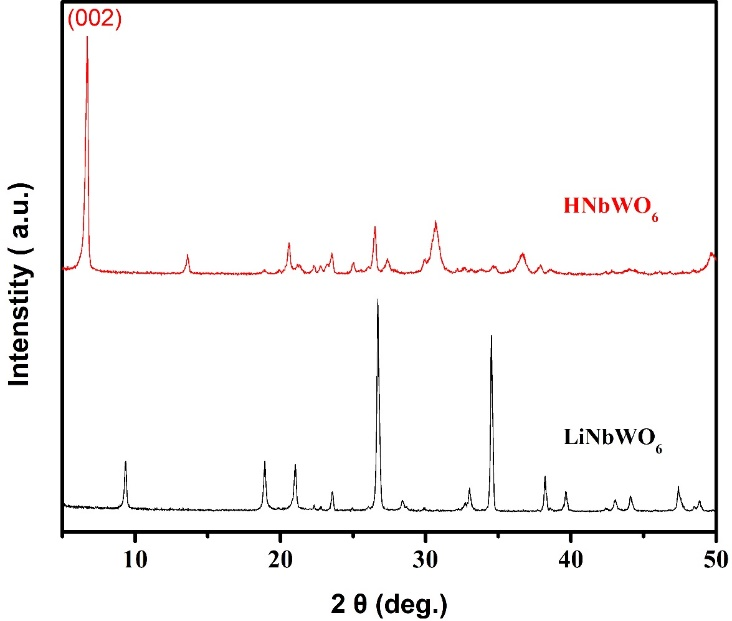 (002)
HNbWO₆
LiNbWO₆
Intenstity ( a.u.)
10 20 30 40 50
2 θ (deg.)